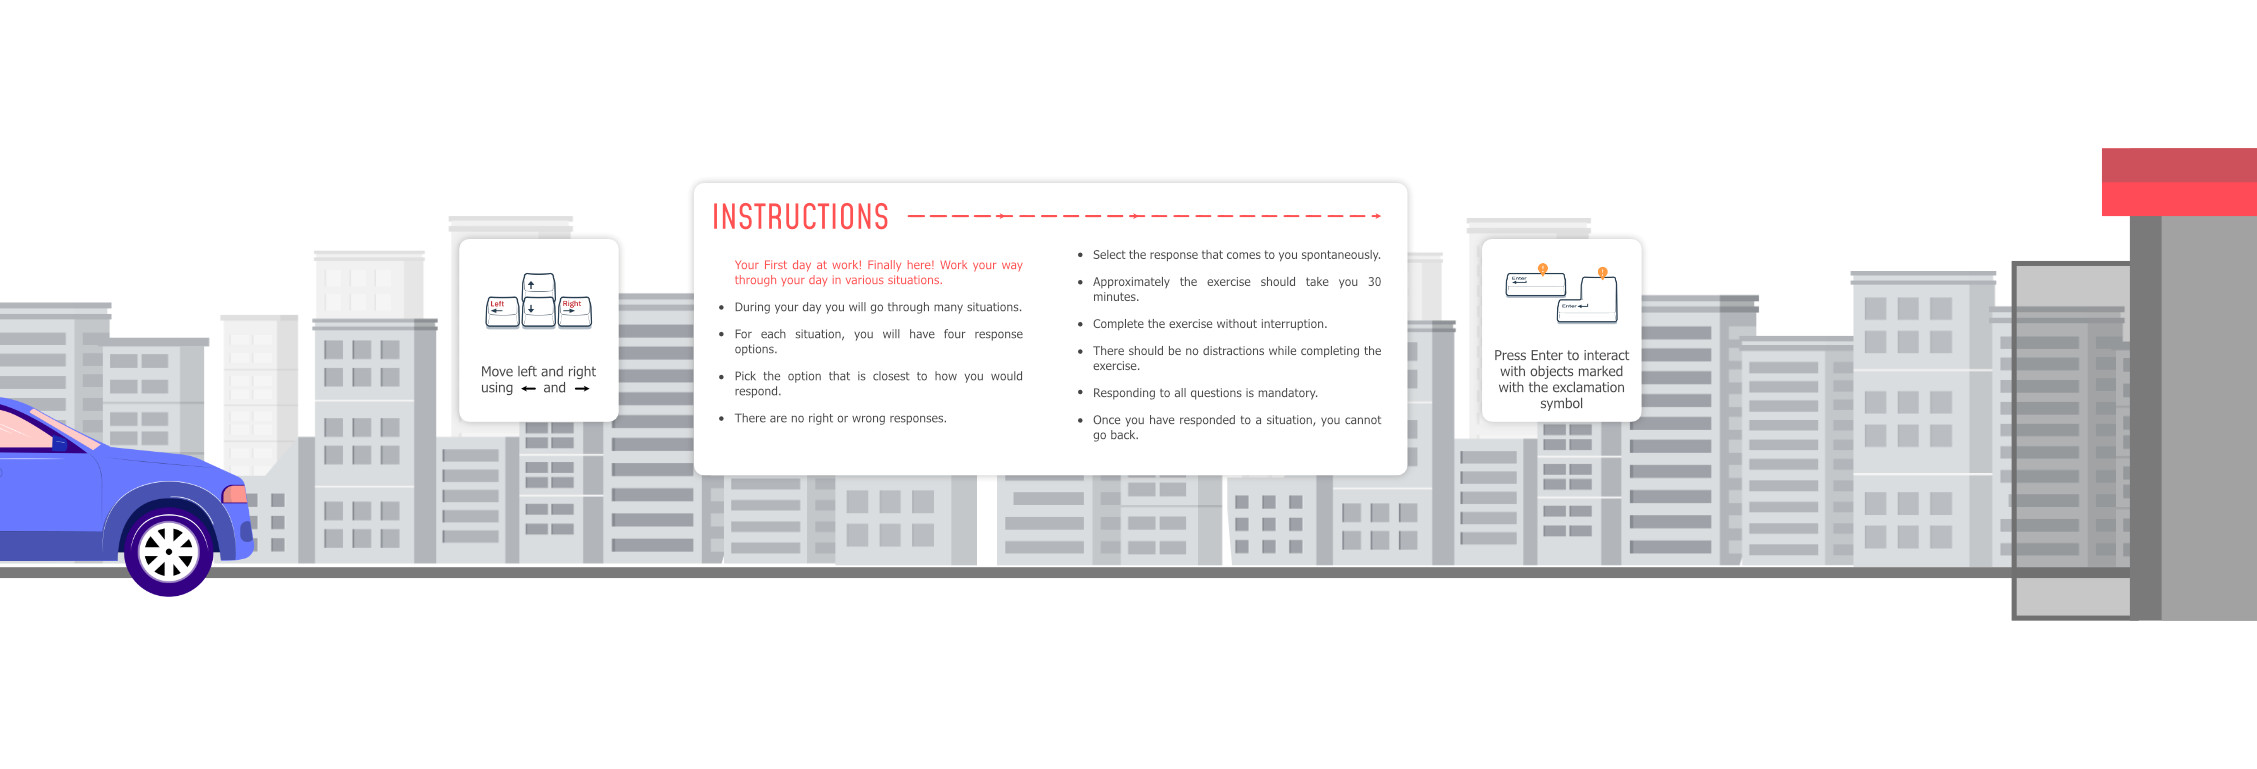 Left
Right
Move left and right
using and
INSTRUCTIONS
Your First day at work! Finally here! Work your way
through your day in various situations.
During your day you will go through many situations.
For each situation, you will have four response
options.
Pick the option that is closest to how you would
respond.
There are no right or wrong responses.
Select the response that comes to you spontaneously.
Approximately the exercise should take you 30
minutes.
Complete the exercise without interruption.
There should be no distractions while completing the
exercise.
Responding to all questions is mandatory.
Once you have responded to a situation, you cannot
go back.
Enter
!
!
Enter
Press Enter to interact
with objects marked
with the exclamation
symbol